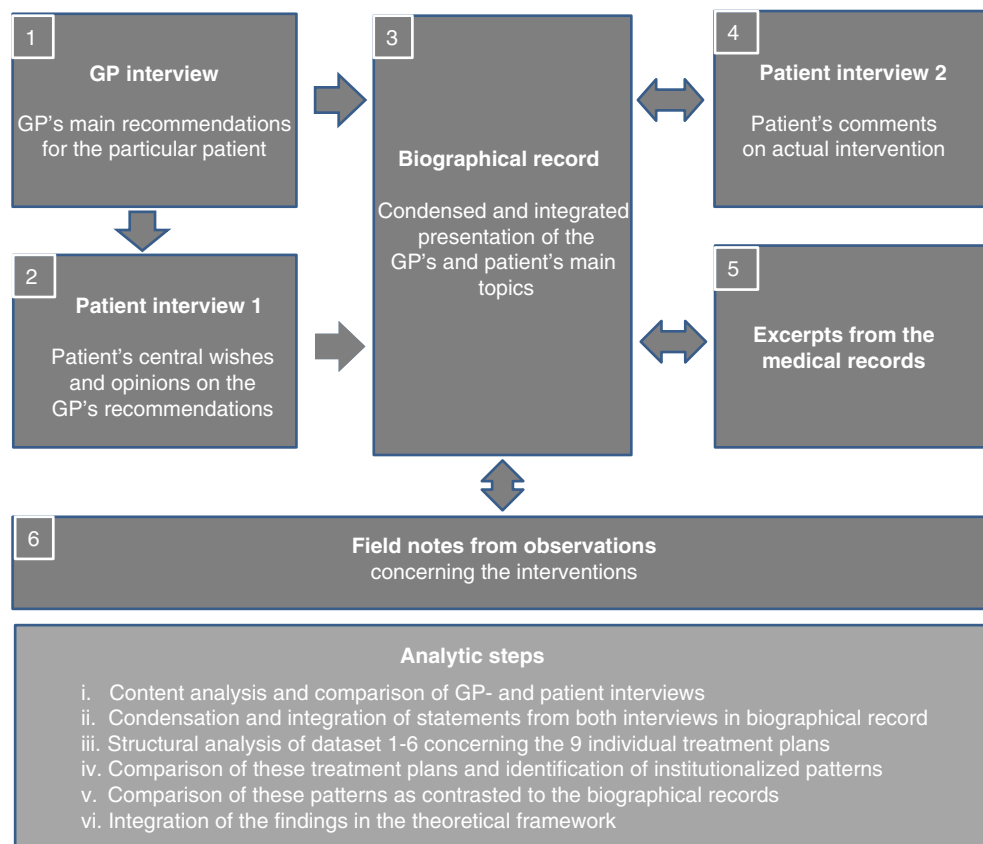 1
GP interview
GP's main recommendations
for the particular patient
2
Patient interview 1
Patient's central wishes
and opinions on the
GP's recommendations
3
Biographical record
Condensed and integrated
presentation of the
GP's and patient's main
topics
4
Patient interview 2
Patient's comments
on actual intervention
5
Excerpts from the
medical records
6
Field notes from observations
concerning the interventions
Analytic steps
i. Content analysis and comparison of GP- and patient interviews
ii. Condensation and integration of statements from both interviews in biographical record
iii. Structural analysis of dataset 1-6 concerning the 9 individual treatment plans
iv. Comparison of these treatment plans and identification of institutionalized patterns
v. Comparison of these patterns as contrasted to the biographical records
vi. Integration of the findings in the theoretical framework